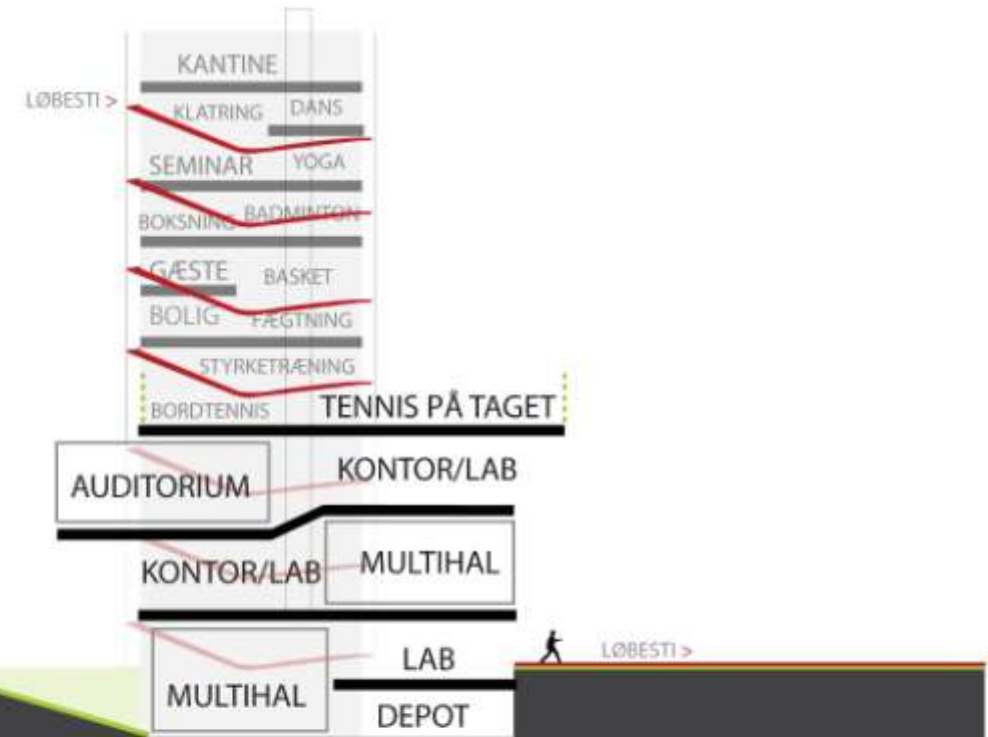 KANTINE
LØBESTI >
KLATRING
DANS
SEMINAR
YOGA
BOKSNING
BADMINTON
GÆSTE
BASKET
BOLIG
FÆGTNING
STYRKETRÆNING
BORDTENNIS
TENNIS PÅ TAGET
AUDITORIUM
KONTOR/LAB
KONTOR/LAB
MULTIHAL
LØBESTI >
LAB
MULTIHAL
DEPOT